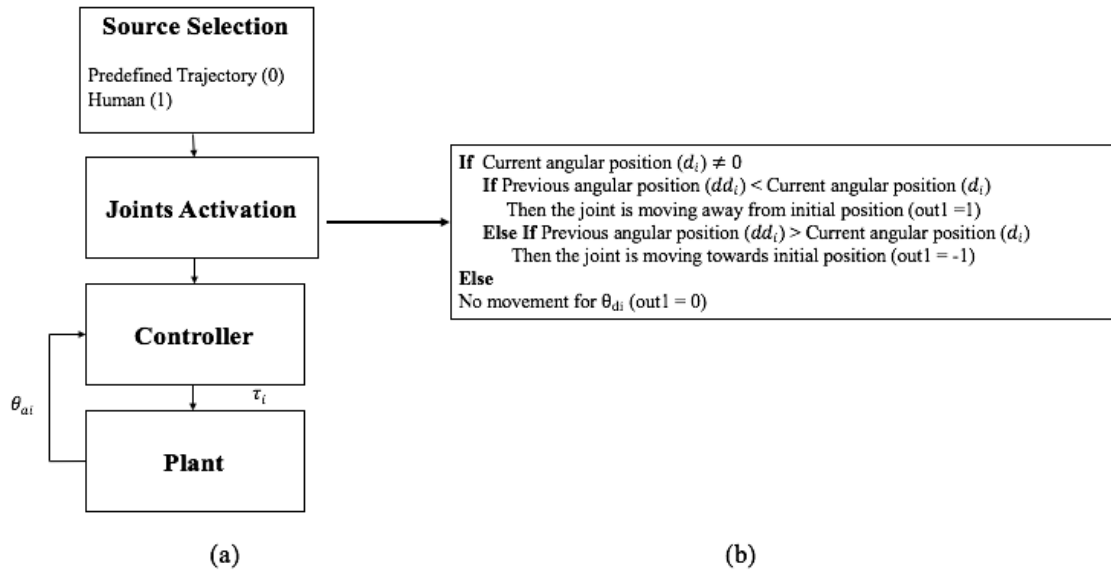 Source Selection
Predefined Trajectory (0)
Human (1)
Joints Activation
Controller
τᵢ
θₐᵢ
Plant
(a)
If Current angular position (dᵢ) ≠ 0
If Previous angular position (ddᵢ) < Current angular position (dᵢ)
Then the joint is moving away from initial position (out1 =1)
Else If Previous angular position (ddᵢ) > Current angular position (dᵢ)
Then the joint is moving towards initial position (out1 = -1)
Else
No movement for θdi (out1 = 0)
(b)